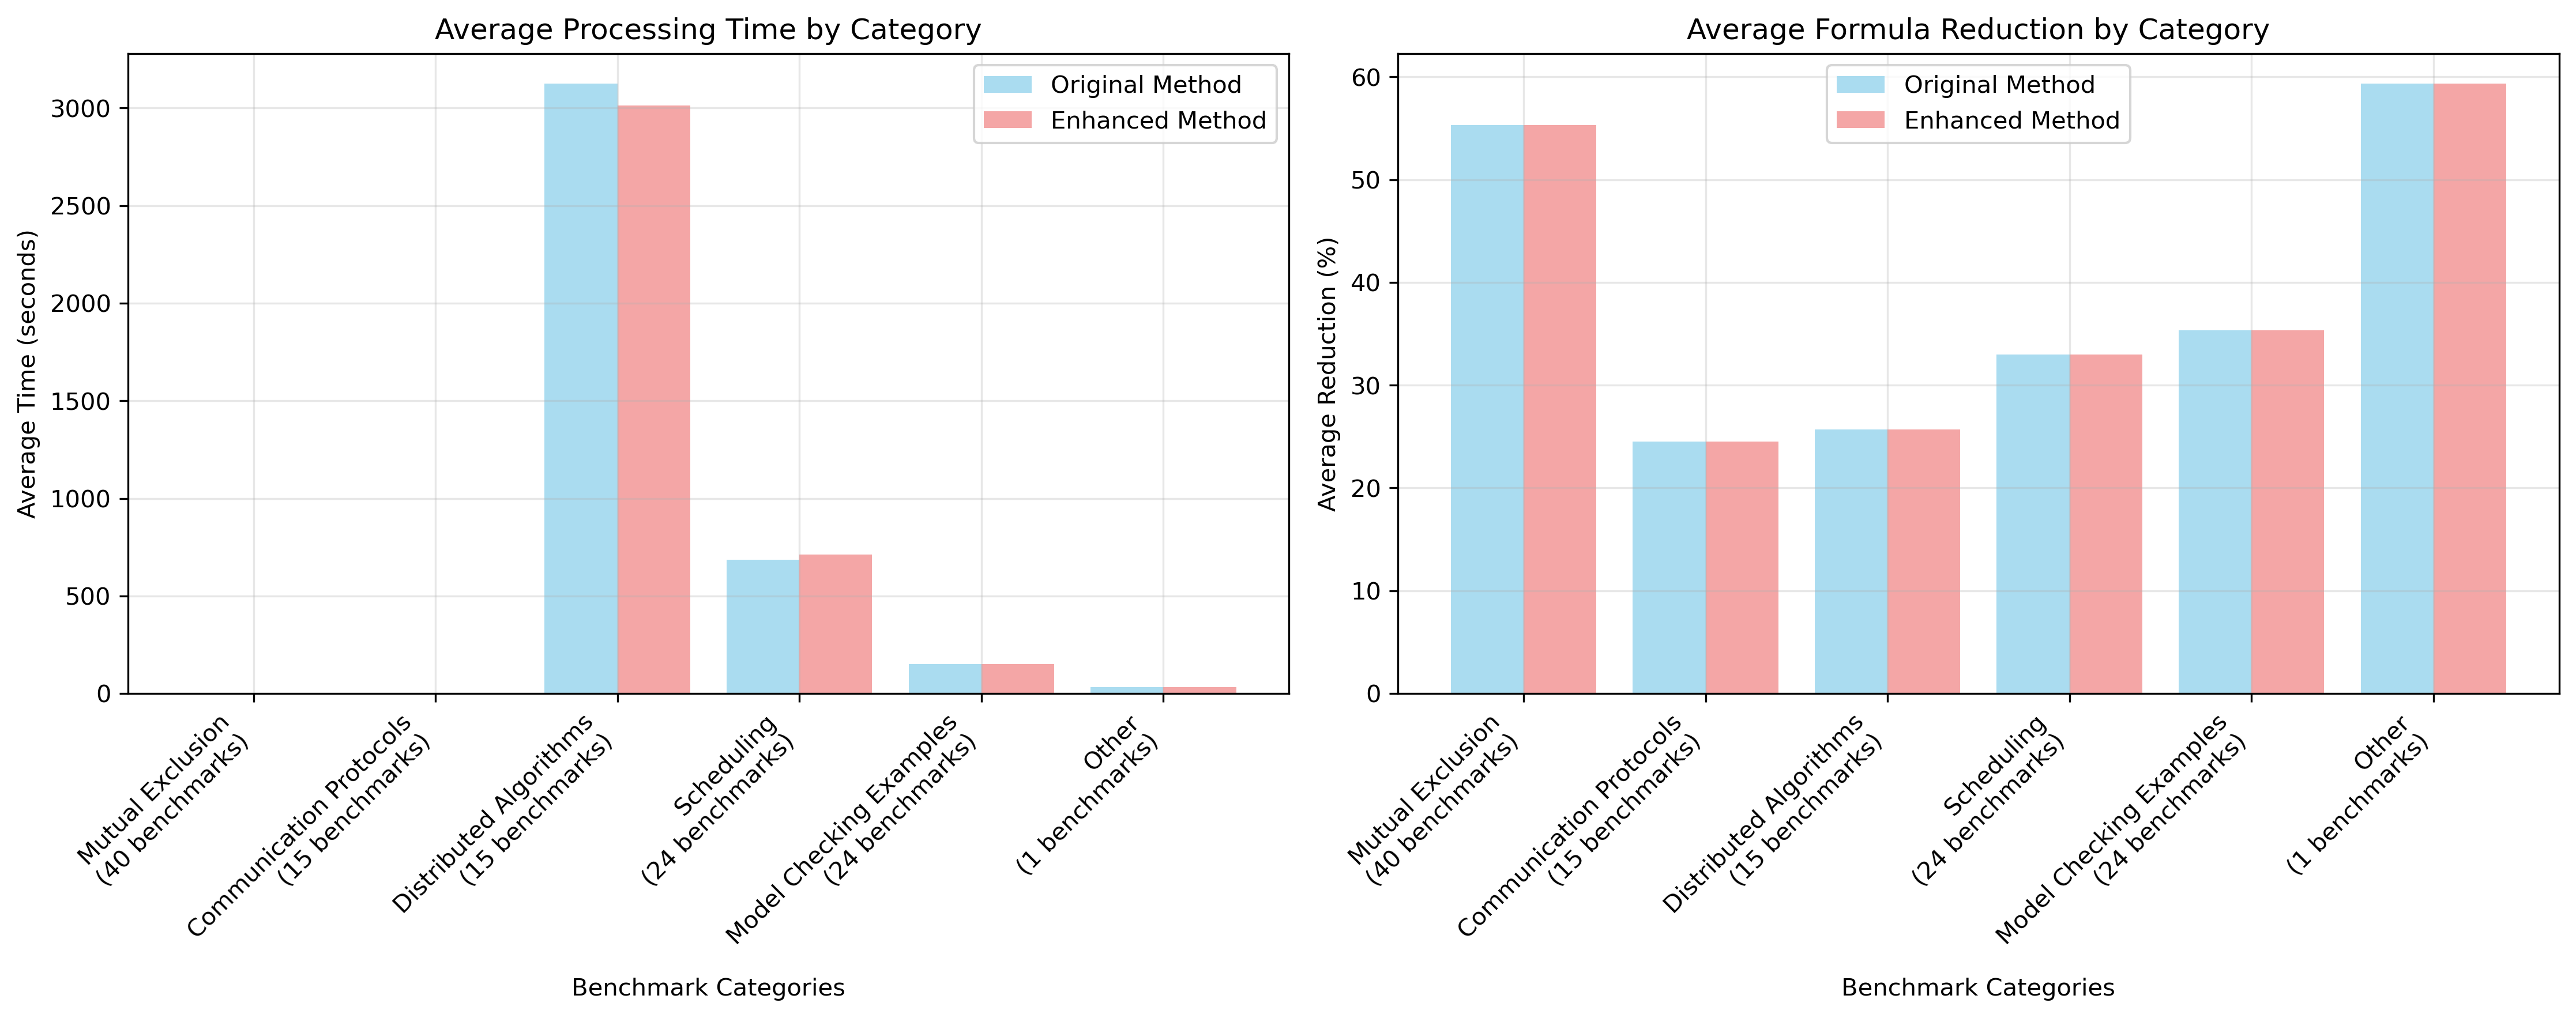 Average Processing Time by Category
Original Method
Enhanced Method
Average Time (seconds)
3000
2500
2000
1500
1000
500
0
Mutual Exclusion
(40 benchmarks)
Communication Protocols
(15 benchmarks)
Distributed Algorithms
(15 benchmarks)
Scheduling
(24 benchmarks)
Model Checking Examples
(24 benchmarks)
Other
(1 benchmarks)
Benchmark Categories
Average Formula Reduction by Category
Original Method
Enhanced Method
Average Reduction (%)
60
50
40
30
20
10
0
Mutual Exclusion
(40 benchmarks)
Communication Protocols
(15 benchmarks)
Distributed Algorithms
(15 benchmarks)
Scheduling
(24 benchmarks)
Model Checking Examples
(24 benchmarks)
Other
(1 benchmarks)
Benchmark Categories